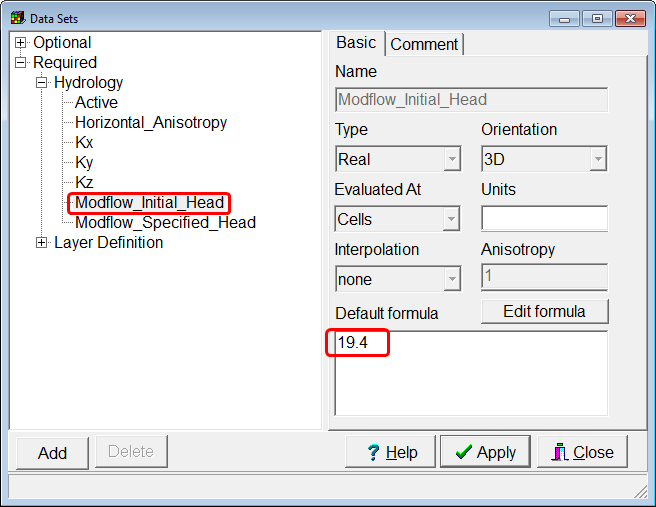 Data Sets
Optional
Required
Hydrology
Active
Horizontal_Anisotropy
Kx
Ky
Kz
Modflow_Initial_Head
Modflow_Specified_Head
Layer Definition
Basic Comment
Name
Modflow_Initial_Head
Type Orientation
Real 3D
Evaluated At Units
Cells
Interpolation Anisotropy
none 1
Default formula Edit formula
19.4
Add Delete ? Help Apply Close